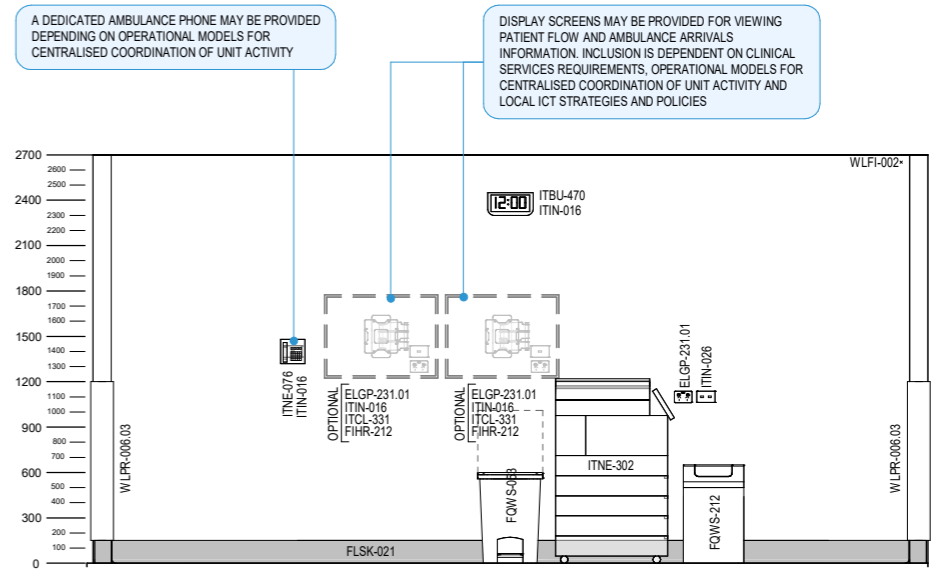 A DEDICATED AMBULANCE PHONE MAY BE PROVIDED
DEPENDING ON OPERATIONAL MODELS FOR
CENTRALISED COORDINATION OF UNIT ACTIVITY
DISPLAY SCREENS MAY BE PROVIDED FOR VIEWING
PATIENT FLOW AND AMBULANCE ARRIVALS
INFORMATION. INCLUSION IS DEPENDENT ON CLINICAL
SERVICES REQUIREMENTS, OPERATIONAL MODELS FOR
CENTRALISED COORDINATION OF UNIT ACTIVITY AND
LOCAL ICT STRATEGIES AND POLICIES
2700
2600
2500
2400
2300
2200
2100
2000
1900
1800
1700
1600
1500
1400
1300
1200
1100
1000
900
800
700
600
500
400
300
200
100
0
WLFI-002*
12:00
ITBU-470
ITIN-016
ITNE-076
ITIN-016
OPTIONAL
ELGP-231.01
ITIN-016
ITCL-331
FIHR-212
OPTIONAL
ELGP-231.01
ITIN-016
ITCL-331
FIHR-212
ELGP-231.01
ITIN-026
WLPR-006.03
FQWS-063
ITNE-302
FQWS-212
WLPR-006.03
FLSK-021